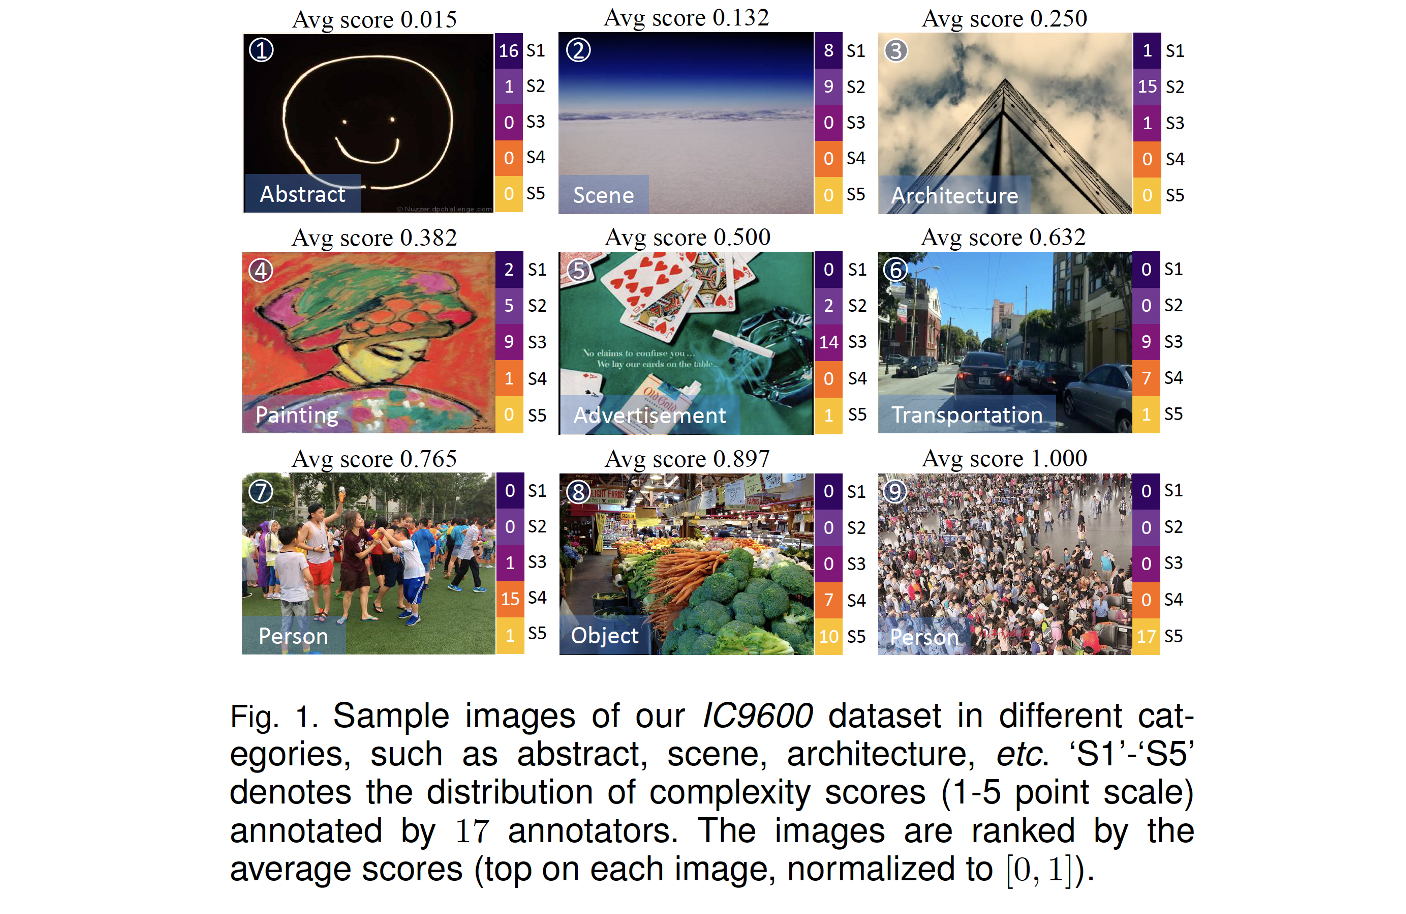 Avg score 0.015
Avg score 0.132
Avg score 0.250
1
16 S1
1 S2
0 S3
0 S4
0 S5
Abstract
© Nuzzer dpchallenge.com
2
8 S1
9 S2
0 S3
0 S4
0 S5
Scene
3
1 S1
15 S2
1 S3
0 S4
0 S5
Architecture
Avg score 0.382
Avg score 0.500
Avg score 0.632
4
2 S1
5 S2
9 S3
1 S4
0 S5
Painting
5
No claims to confuse you ...
We lay our cards on the table...
Old Gold
0 S1
2 S2
14 S3
0 S4
1 S5
Advertisement
6
0 S1
0 S2
9 S3
7 S4
1 S5
Transportation
Avg score 0.765
Avg score 0.897
Avg score 1.000
7
0 S1
0 S2
1 S3
15 S4
1 S5
Person
8
0 S1
0 S2
0 S3
7 S4
10 S5
Object
9
0 S1
0 S2
0 S3
0 S4
17 S5
Person
Fig. 1. Sample images of our IC9600 dataset in different cat-
egories, such as abstract, scene, architecture, etc. ‘S1’-‘S5’
denotes the distribution of complexity scores (1-5 point scale)
annotated by 17 annotators. The images are ranked by the
average scores (top on each image, normalized to [0, 1]).